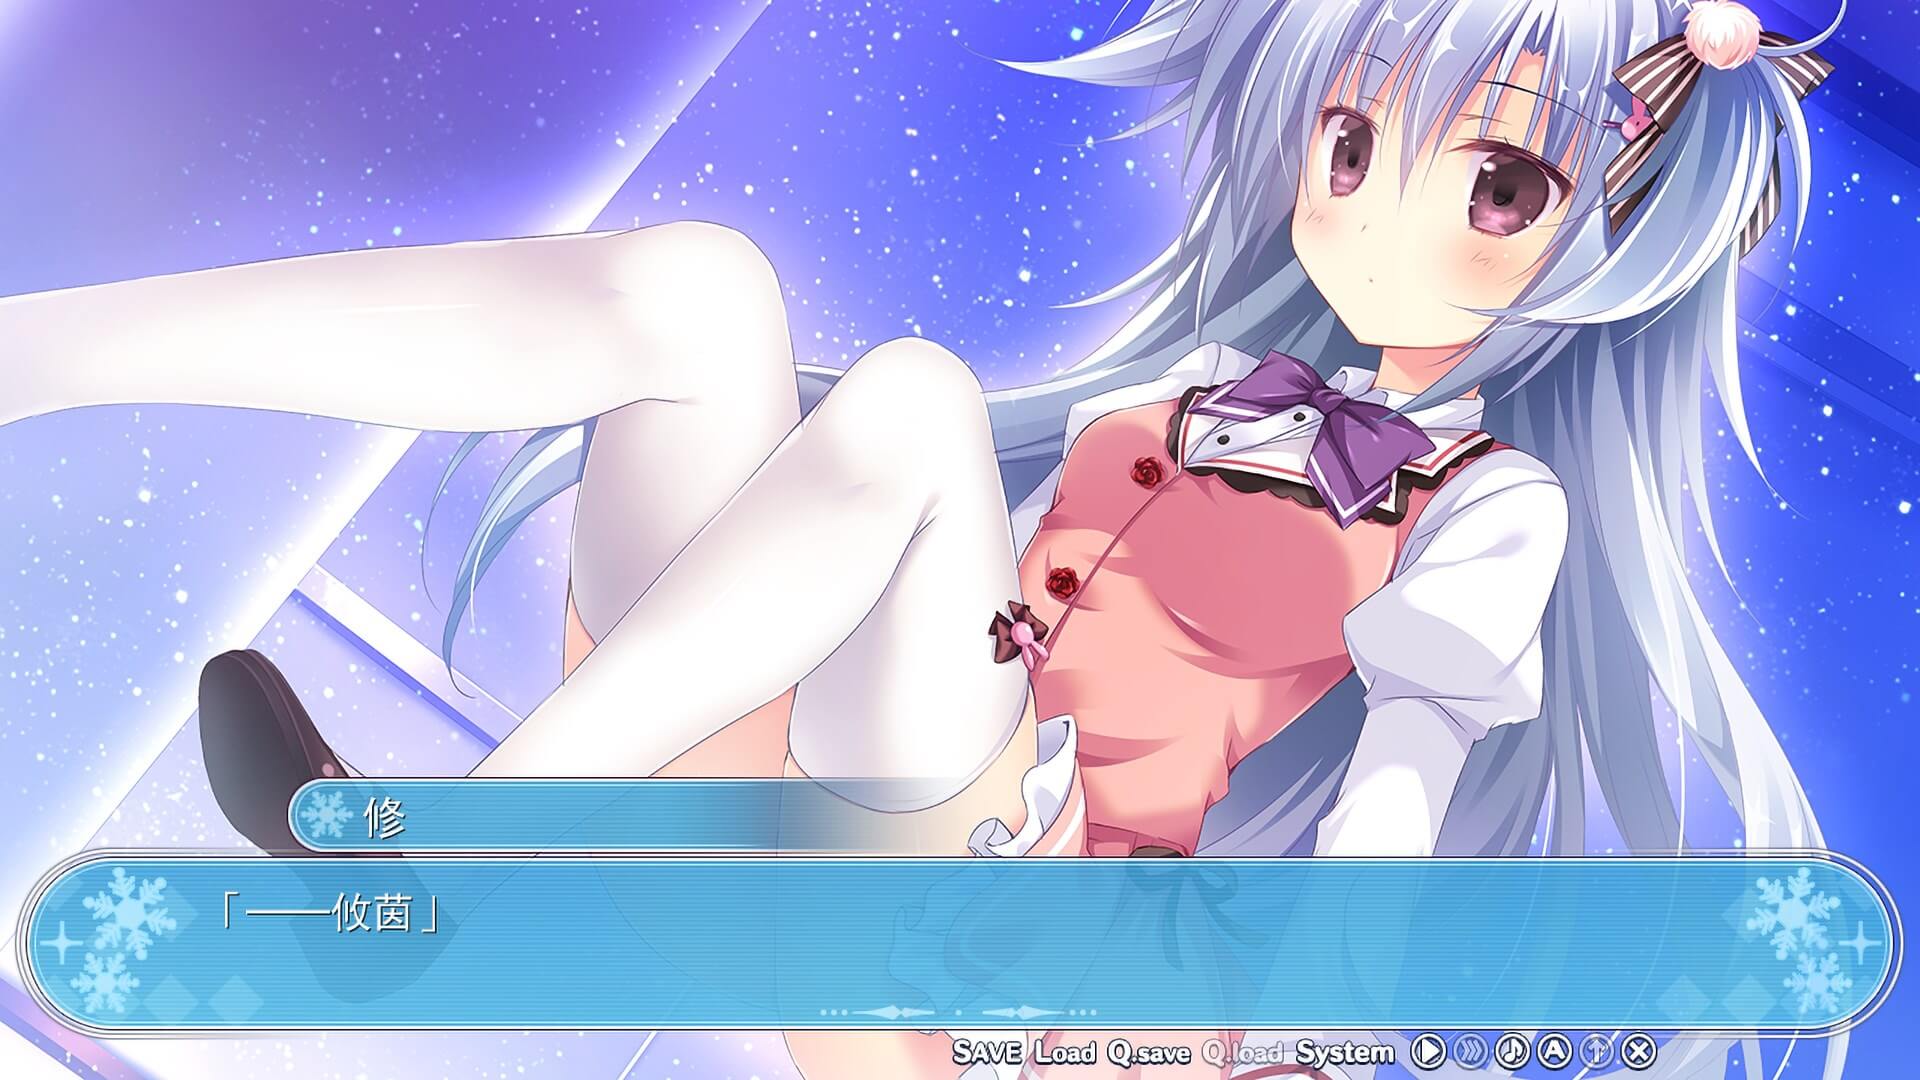 修
「――攸茵」
SAVE Load Q.save Q.load System